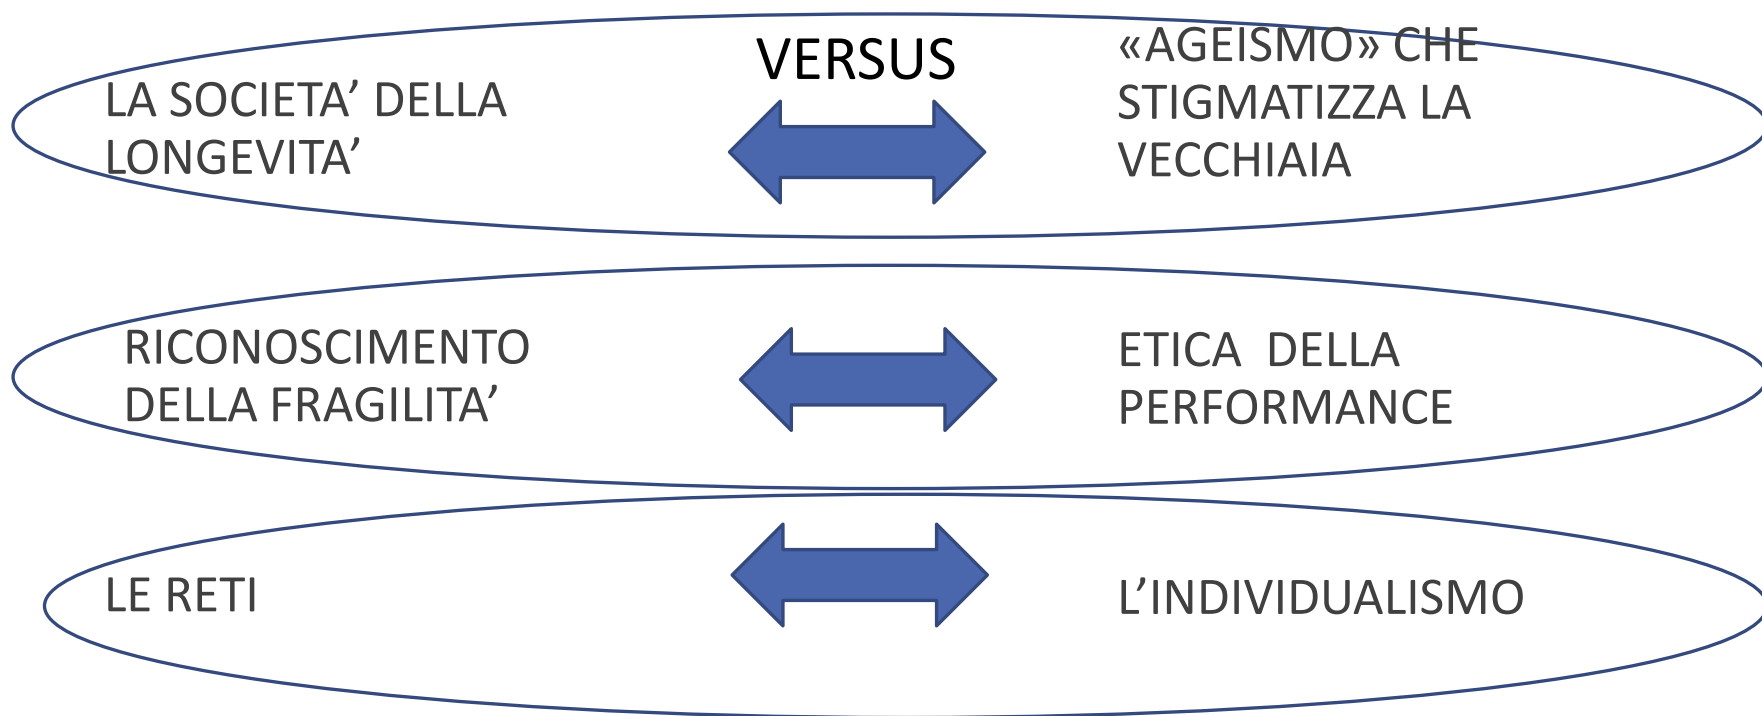 VERSUS
LA SOCIETA’ DELLA
LONGEVITA’
«AGEISMO» CHE
STIGMATIZZA LA
VECCHIAIA
RICONOSCIMENTO
DELLA FRAGILITA’
ETICA  DELLA
PERFORMANCE
LE RETI
L’INDIVIDUALISMO